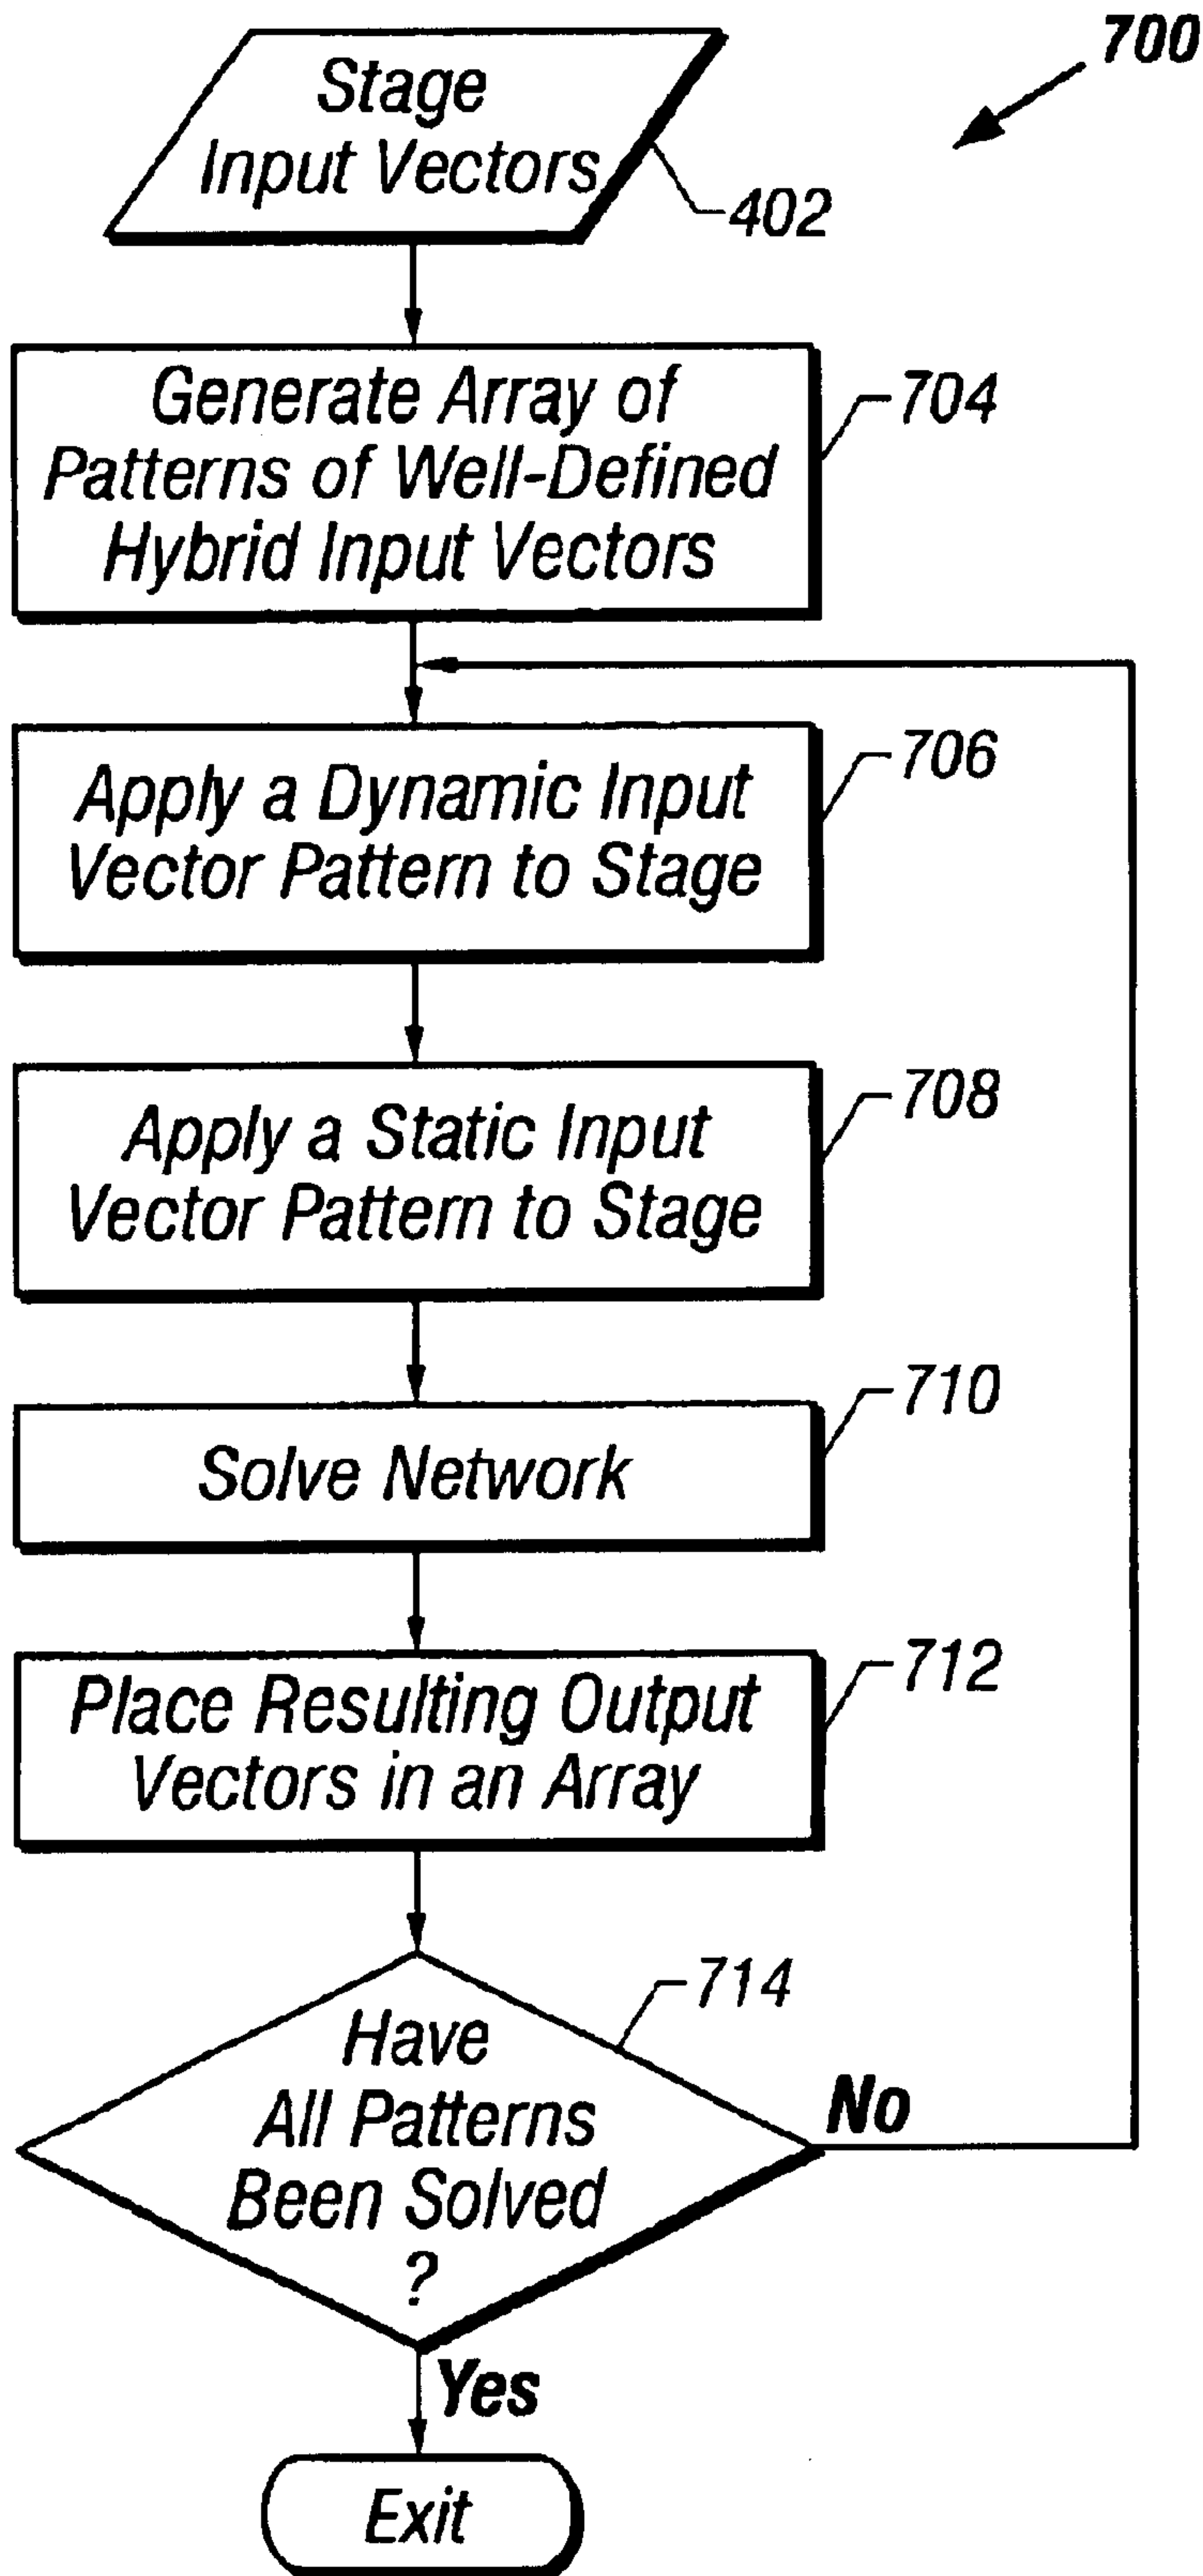 700
Stage
Input Vectors
402
Generate Array of
Patterns of Well-Defined
Hybrid Input Vectors
704
Apply a Dynamic Input
Vector Pattern to Stage
706
Apply a Static Input
Vector Pattern to Stage
708
Solve Network
710
Place Resulting Output
Vectors in an Array
712
Have
All Patterns
Been Solved
?
714
No
Yes
Exit